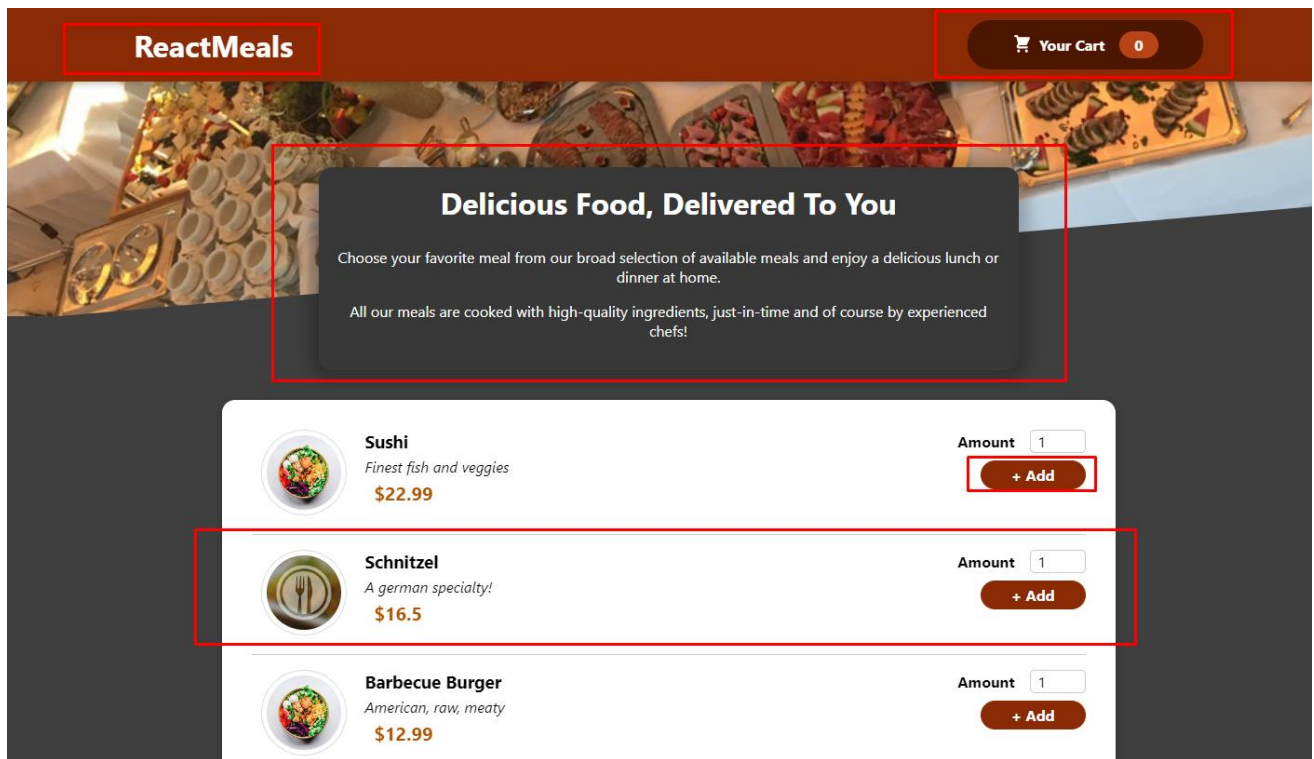 ReactMeals
Your Cart 0
Delicious Food, Delivered To You
Choose your favorite meal from our broad selection of available meals and enjoy a delicious lunch or
dinner at home.
All our meals are cooked with high-quality ingredients, just-in-time and of course by experienced
chefs!
Sushi
Finest fish and veggies
$22.99
Amount 1
+ Add
Schnitzel
A german specialty!
$16.5
Amount 1
+ Add
Barbecue Burger
American, raw, meaty
$12.99
Amount 1
+ Add